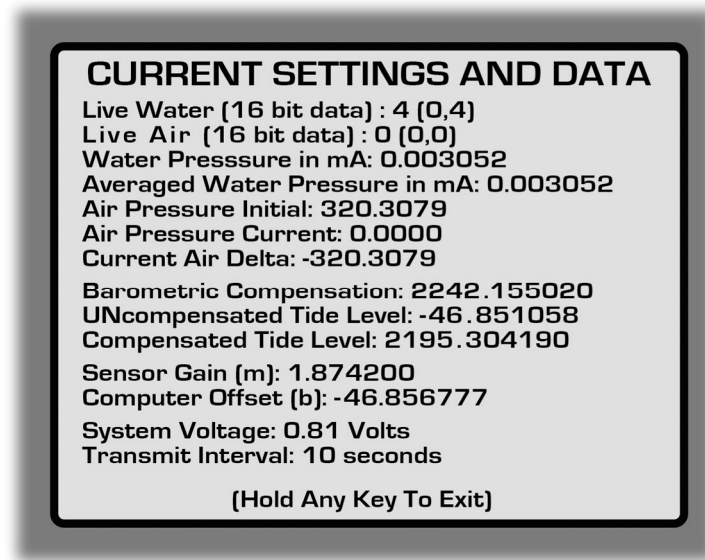 CURRENT SETTINGS AND DATA
Live Water (16 bit data) : 4 (0,4)
Live Air (16 bit data) : 0 (0,0)
Water Presssure in mA: 0.003052
Averaged Water Pressure in mA: 0.003052
Air Pressure Initial: 320.3079
Air Pressure Current: 0.0000
Current Air Delta: -320.3079
Barometric Compensation: 2242.155020
UNcompensated Tide Level: -46.851058
Compensated Tide Level: 2195.304190
Sensor Gain (m): 1.874200
Computer Offset (b): -46.856777
System Voltage: 0.81 Volts
Transmit Interval: 10 seconds
(Hold Any Key To Exit)